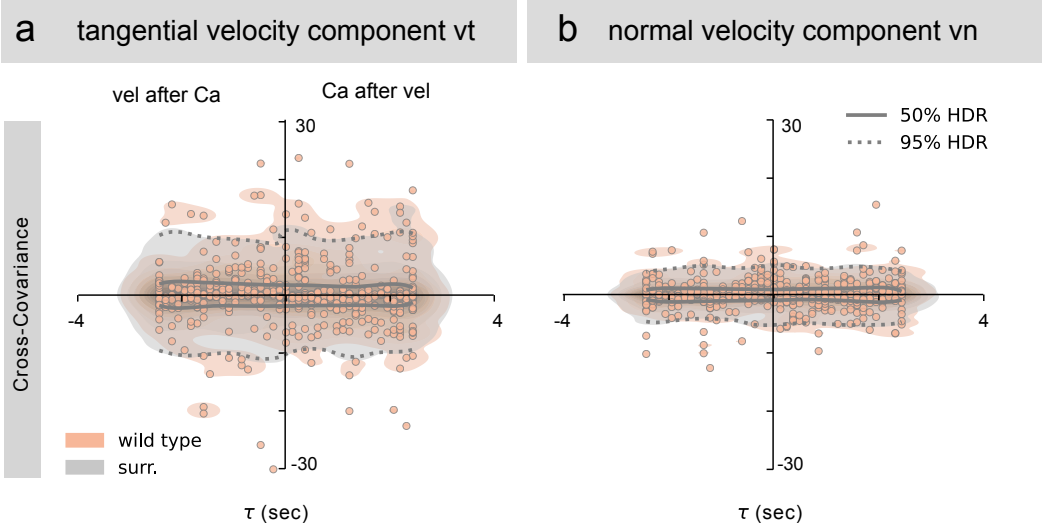 a tangential velocity component vt
b normal velocity component vn
vel after Ca
Ca after vel
30
-4
4
-30
wild type
surr.
τ (sec)
Cross-Covariance
30
50% HDR
95% HDR
-4
4
-30
τ (sec)